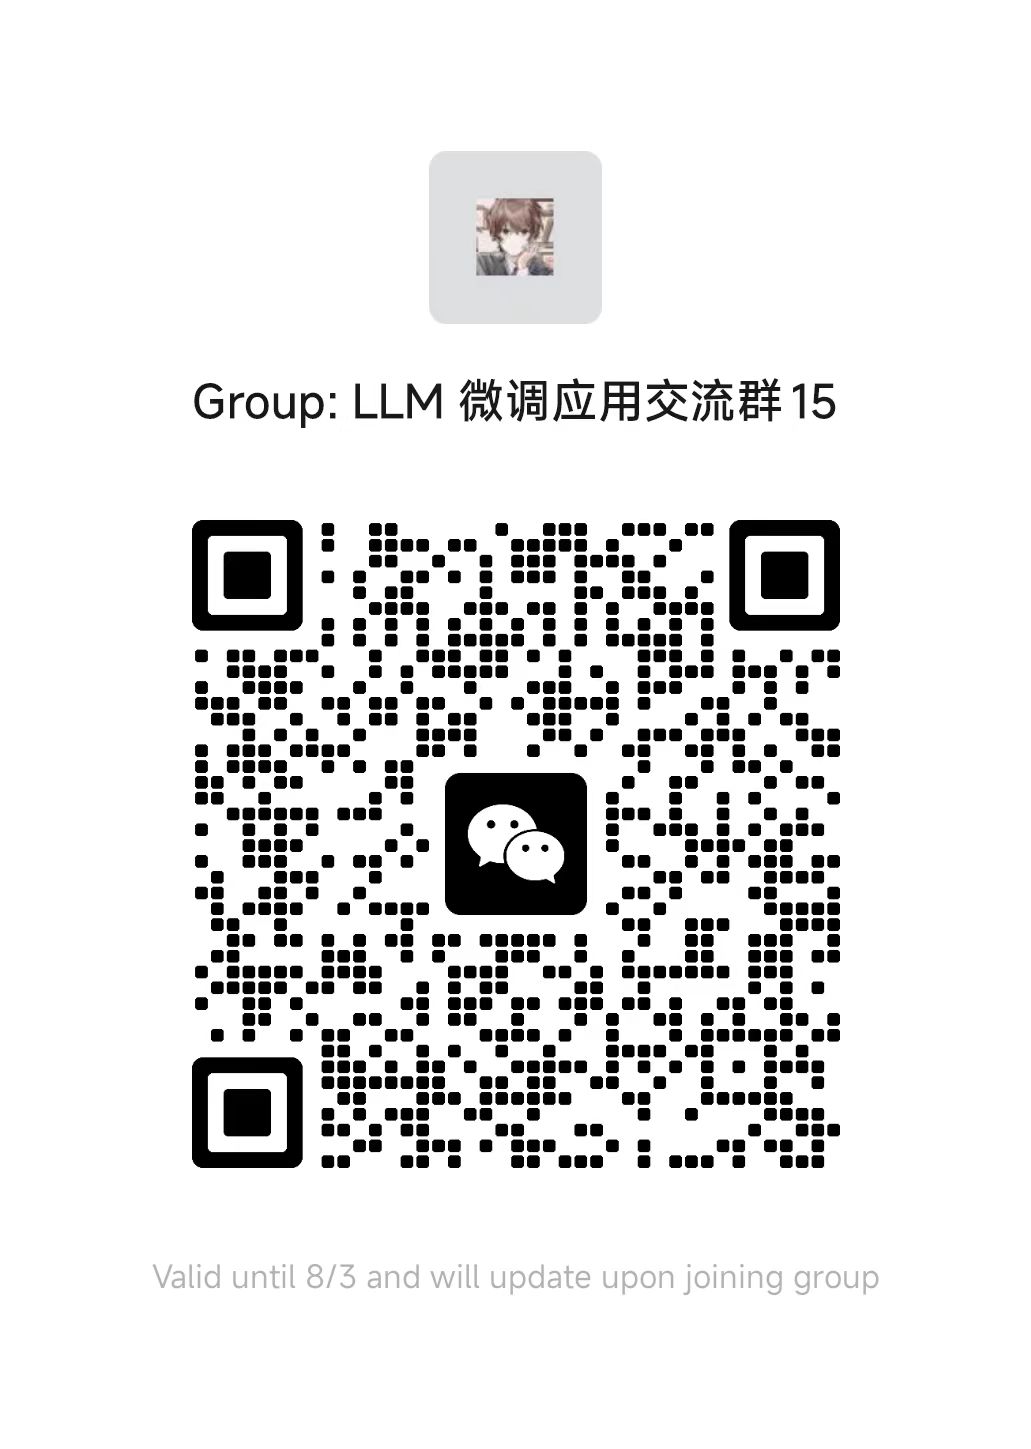 Group: LLM 微调应用交流群15
Valid until 8/3 and will update upon joining group